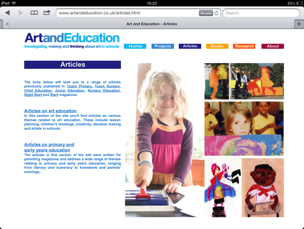 iPad
18:22
www.artandeducation.co.uk/articles.html
Reader
Search
Art and Education - Articles
ArtandEducation
investigating, making and thinking about art in schools
Home
Projects
Articles
Books
Research
About
Articles
The links below will lead you to a range of articles
previously published in Teach Primary, Teach Nursery,
Child Education, Junior Education, Nursery Education,
Right Start and Start magazines.
Articles on art education
In this section of the site you'll find articles on various
themes related to art education. These include lesson
planning, children's drawings, creativity, decision making
and artists in schools.
Articles on primary and
early years education
The articles in this section of the site were written for
parenting magazines and address a wide range of themes
relating to primary and early years education, ranging
from literacy and numeracy to homework and parents'
evenings.